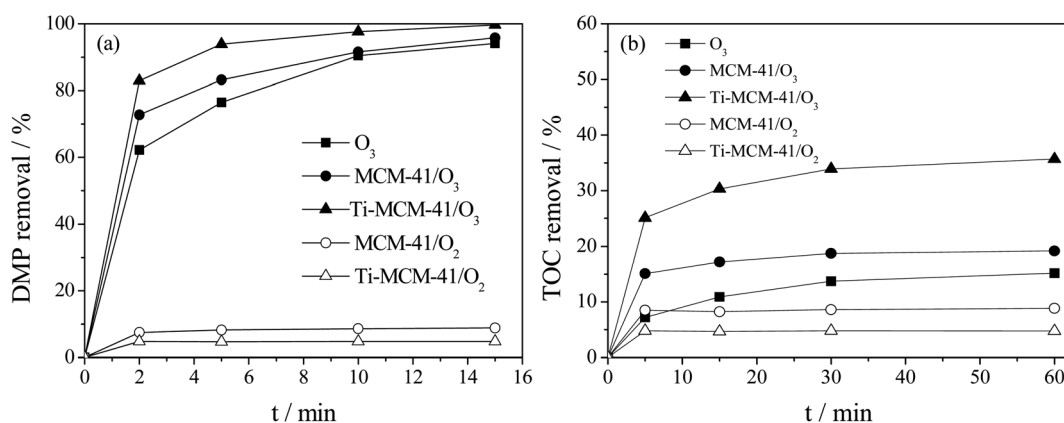 (a)
DMP removal / %
100
80
60
40
20
0
O3
MCM-41/O3
Ti-MCM-41/O3
MCM-41/O2
Ti-MCM-41/O2
0 2 4 6 8 10 12 14 16
t / min
(b)
TOC removal / %
60
50
40
30
20
10
0
O3
MCM-41/O3
Ti-MCM-41/O3
MCM-41/O2
Ti-MCM-41/O2
0 10 20 30 40 50 60
t / min